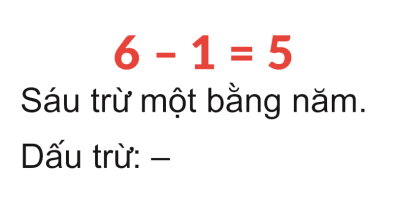 6 – 1 = 5
Sáu trừ một bằng năm.
Dấu trừ: –